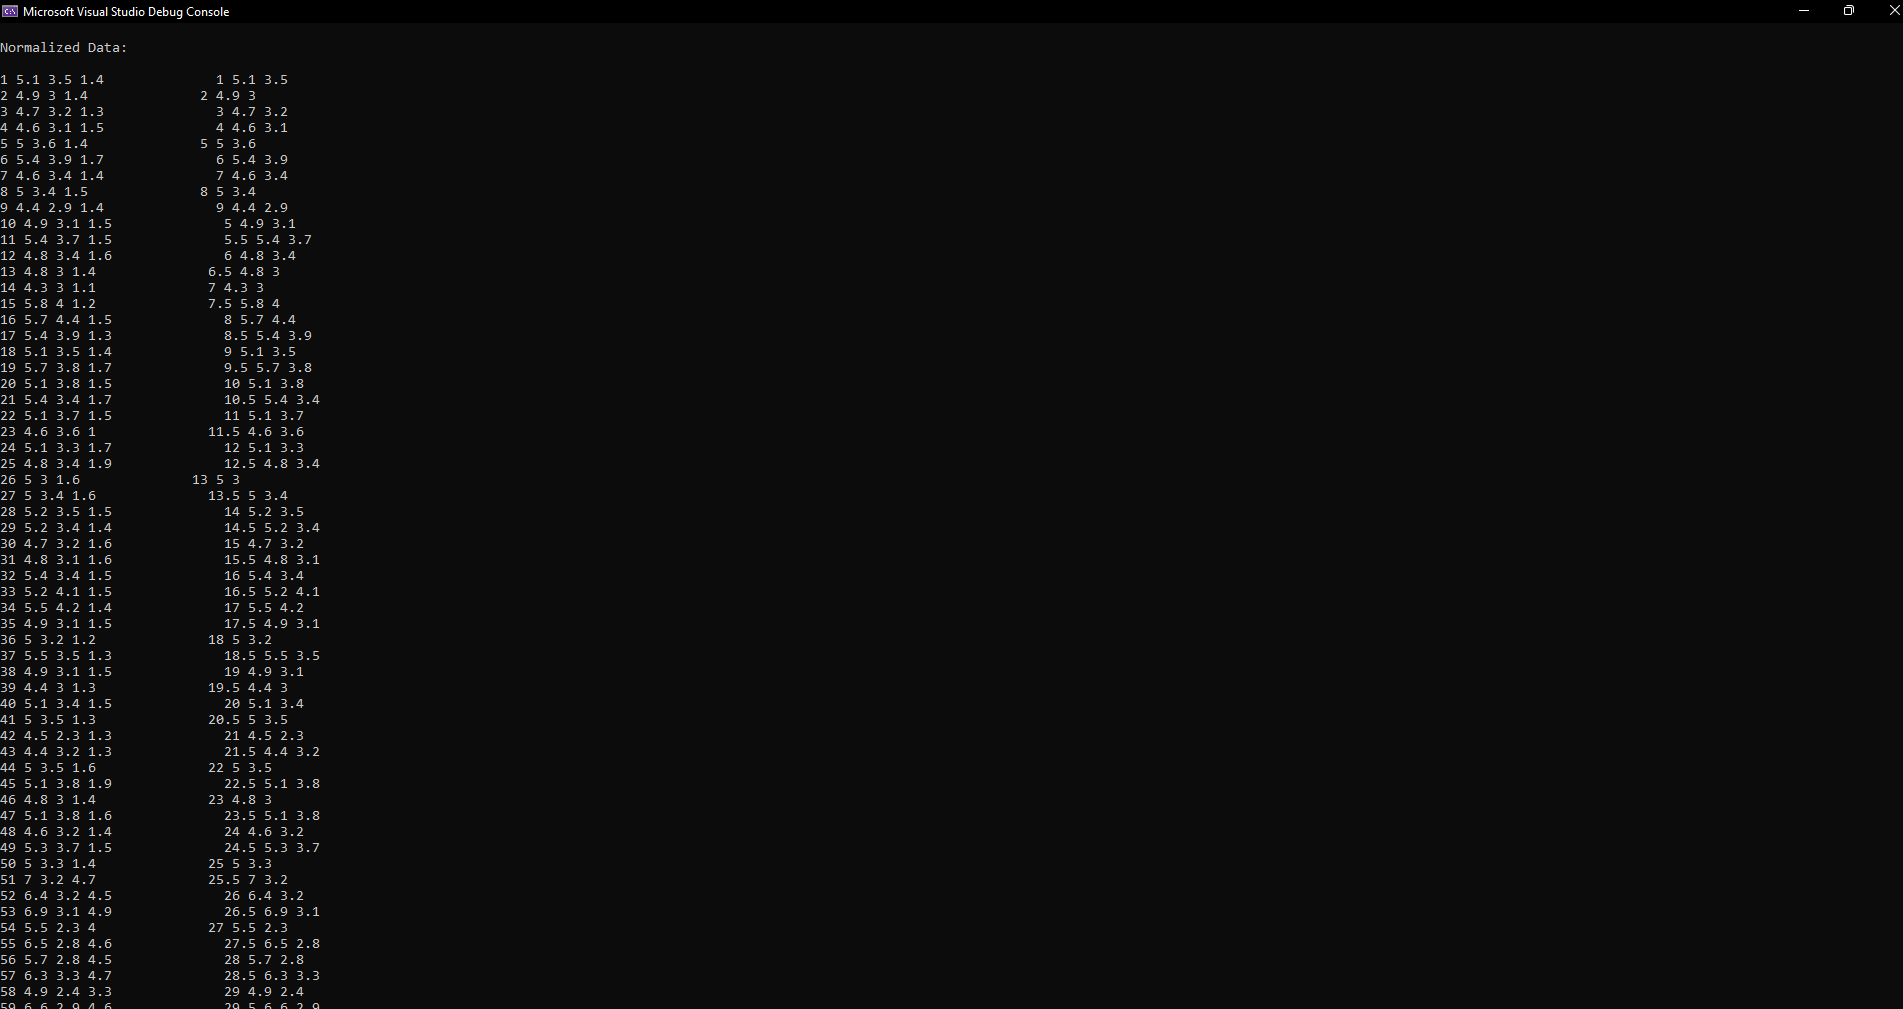 Microsoft Visual Studio Debug Console
Normalized Data:
1 5.1 3.5 1.4 1 5.1 3.5
2 4.9 3 1.4 2 4.9 3
3 4.7 3.2 1.3 3 4.7 3.2
4 4.6 3.1 1.5 4 4.6 3.1
5 5 3.6 1.4 5 5 3.6
6 5.4 3.9 1.7 6 5.4 3.9
7 4.6 3.4 1.4 7 4.6 3.4
8 5 3.4 1.5 8 5 3.4
9 4.4 2.9 1.4 9 4.4 2.9
10 4.9 3.1 1.5 5 4.9 3.1
11 5.4 3.7 1.5 5.5 5.4 3.7
12 4.8 3.4 1.6 6 4.8 3.4
13 4.8 3 1.4 6.5 4.8 3
14 4.3 3 1.1 7 4.3 3
15 5.8 4 1.2 7.5 5.8 4
16 5.7 4.4 1.5 8 5.7 4.4
17 5.4 3.9 1.3 8.5 5.4 3.9
18 5.1 3.5 1.4 9 5.1 3.5
19 5.7 3.8 1.7 9.5 5.7 3.8
20 5.1 3.8 1.5 10 5.1 3.8
21 5.4 3.4 1.7 10.5 5.4 3.4
22 5.1 3.7 1.5 11 5.1 3.7
23 4.6 3.6 1 11.5 4.6 3.6
24 5.1 3.3 1.7 12 5.1 3.3
25 4.8 3.4 1.9 12.5 4.8 3.4
26 5 3 1.6 13 5 3
27 5 3.4 1.6 13.5 5 3.4
28 5.2 3.5 1.5 14 5.2 3.5
29 5.2 3.4 1.4 14.5 5.2 3.4
30 4.7 3.2 1.6 15 4.7 3.2
31 4.8 3.1 1.6 15.5 4.8 3.1
32 5.4 3.4 1.5 16 5.4 3.4
33 5.2 4.1 1.5 16.5 5.2 4.1
34 5.5 4.2 1.4 17 5.5 4.2
35 4.9 3.1 1.5 17.5 4.9 3.1
36 5 3.2 1.2 18 5 3.2
37 5.5 3.5 1.3 18.5 5.5 3.5
38 4.9 3.1 1.5 19 4.9 3.1
39 4.4 3 1.3 19.5 4.4 3
40 5.1 3.4 1.5 20 5.1 3.4
41 5 3.5 1.3 20.5 5 3.5
42 4.5 2.3 1.3 21 4.5 2.3
43 4.4 3.2 1.3 21.5 4.4 3.2
44 5 3.5 1.6 22 5 3.5
45 5.1 3.8 1.9 22.5 5.1 3.8
46 4.8 3 1.4 23 4.8 3
47 5.1 3.8 1.6 23.5 5.1 3.8
48 4.6 3.2 1.4 24 4.6 3.2
49 5.3 3.7 1.5 24.5 5.3 3.7
50 5 3.3 1.4 25 5 3.3
51 7 3.2 4.7 25.5 7 3.2
52 6.4 3.2 4.5 26 6.4 3.2
53 6.9 3.1 4.9 26.5 6.9 3.1
54 5.5 2.3 4 27 5.5 2.3
55 6.5 2.8 4.6 27.5 6.5 2.8
56 5.7 2.8 4.5 28 5.7 2.8
57 6.3 3.3 4.7 28.5 6.3 3.3
58 4.9 2.4 3.3 29 4.9 2.4
59 6.6 2.9 4.6 29.5 6.6 2.9